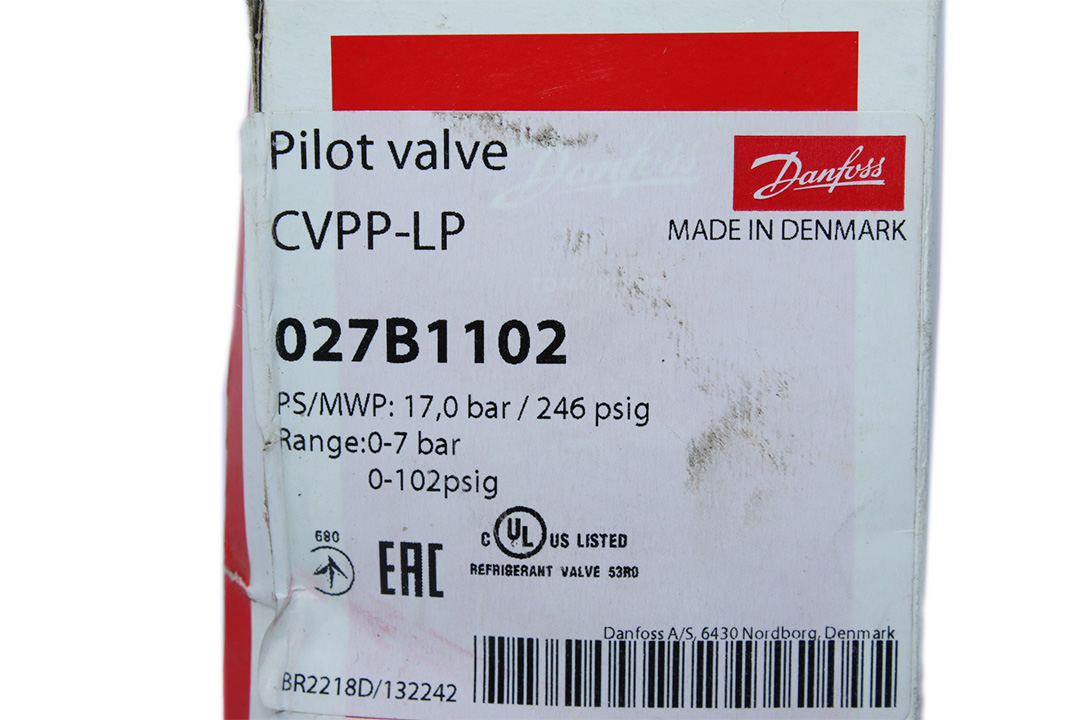 Pilot valve
Danfoss
Danfoss
CVPP-LP
MADE IN DENMARK
027B1102
PS/MWP: 17,0 bar / 246 psig
Range:0-7 bar
0-102psig
680
EAC
C UL US LISTED
REFRIGERANT VALVE 53R0
Danfoss A/S, 6430 Nordborg, Denmark
BR2218D/132242